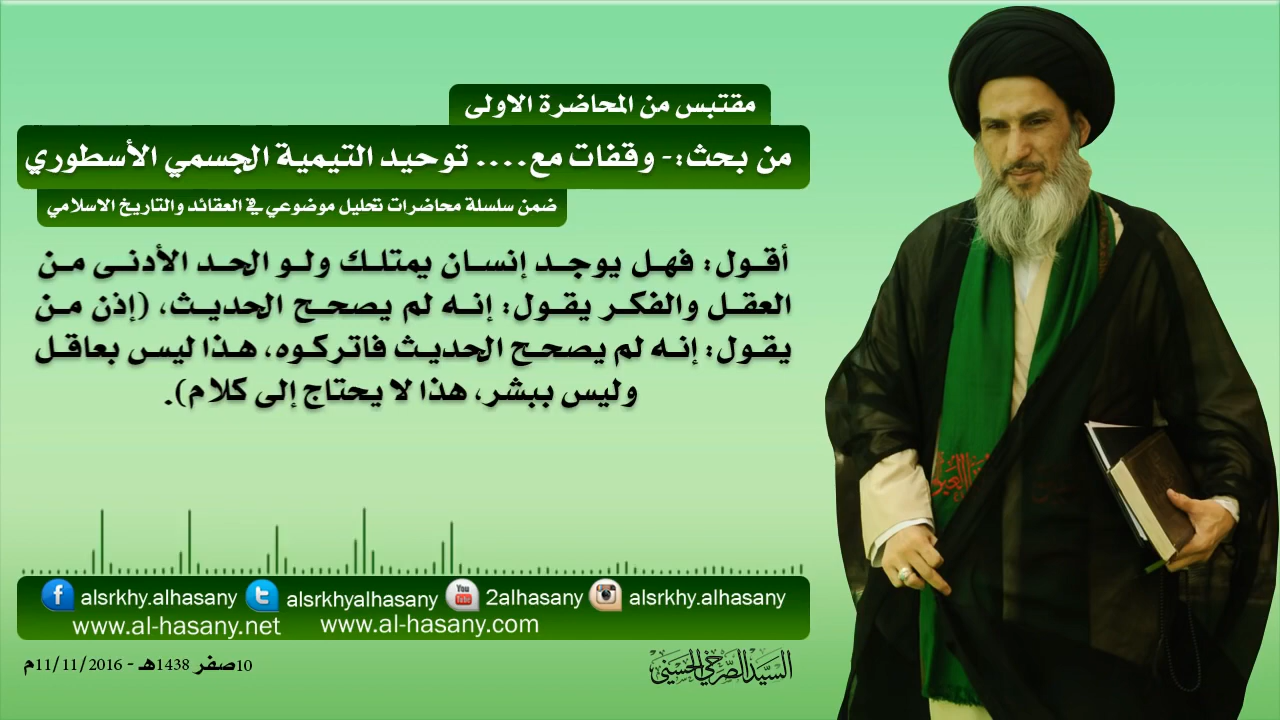 مقتبس من المحاضرة الاولى
من بحث:- وقفات مع.... توحيد التيمية الجسمي الأسطوري
ضمن سلسلة محاضرات تحليل موضوعي في العقائد والتاريخ الاسلامي
أقول: فهل يوجد إنسان يمتلك ولو الحد الأدنى من
العقل والفكر يقول: إنه لم يصحح الحديث، (إذن من
يقول: إنه لم يصحح الحديث فاتركوه، هذا ليس بعاقل
وليس ببشر، هذا لا يحتاج إلى كلام).
alsrkhy.alhasany alsrkhyalhasany You Tube 2alhasany alsrkhy.alhasany
www.al-hasany.net www.al-hasany.com
10صفر 1438هـ - 11/11/2016م
السيد الصرخي الحسني